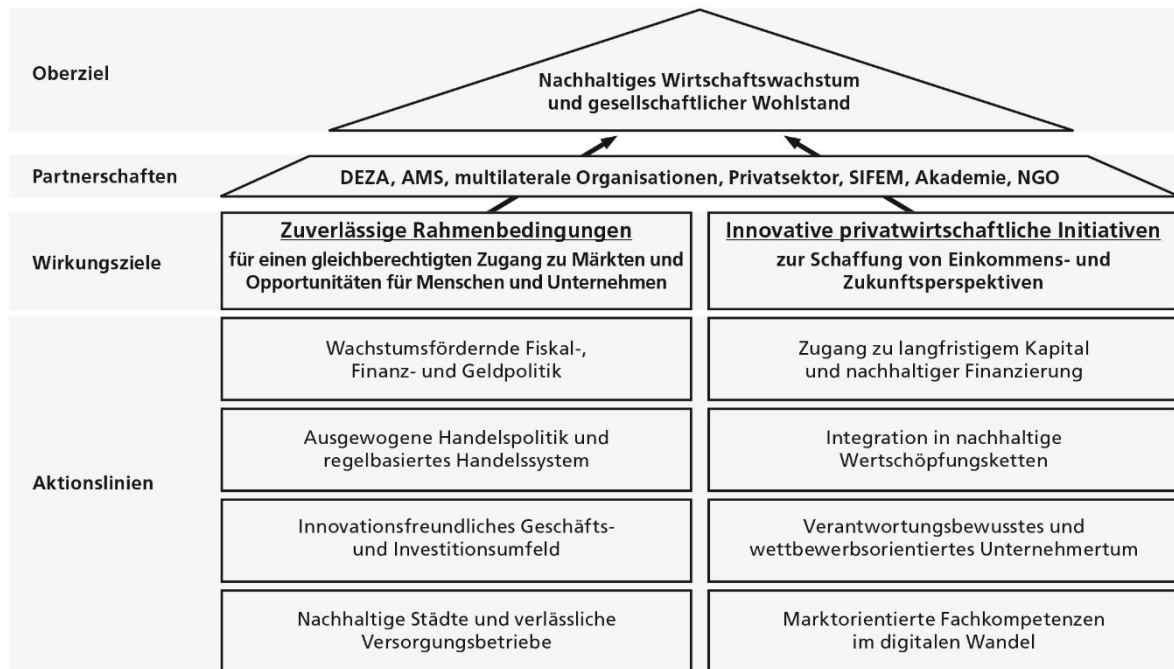 Oberziel
Nachhaltiges Wirtschaftswachstum
und gesellschaftlicher Wohlstand
Partnerschaften
DEZA, AMS, multilaterale Organisationen, Privatsektor, SIFEM, Akademie, NGO
Wirkungsziele
Zuverlässige Rahmenbedingungen
für einen gleichberechtigten Zugang zu Märkten und
Opportunitäten für Menschen und Unternehmen
Innovative privatwirtschaftliche Initiativen
zur Schaffung von Einkommens- und
Zukunftsperspektiven
Aktionslinien
Wachstumsfördernde Fiskal-,
Finanz- und Geldpolitik
Zugang zu langfristigem Kapital
und nachhaltiger Finanzierung
Ausgewogene Handelspolitik und
regelbasiertes Handelssystem
Integration in nachhaltige
Wertschöpfungsketten
Innovationsfreundliches Geschäfts-
und Investitionsumfeld
Verantwortungsbewusstes und
wettbewerbsorientiertes Unternehmertum
Nachhaltige Städte und verlässliche
Versorgungsbetriebe
Marktorientierte Fachkompetenzen
im digitalen Wandel